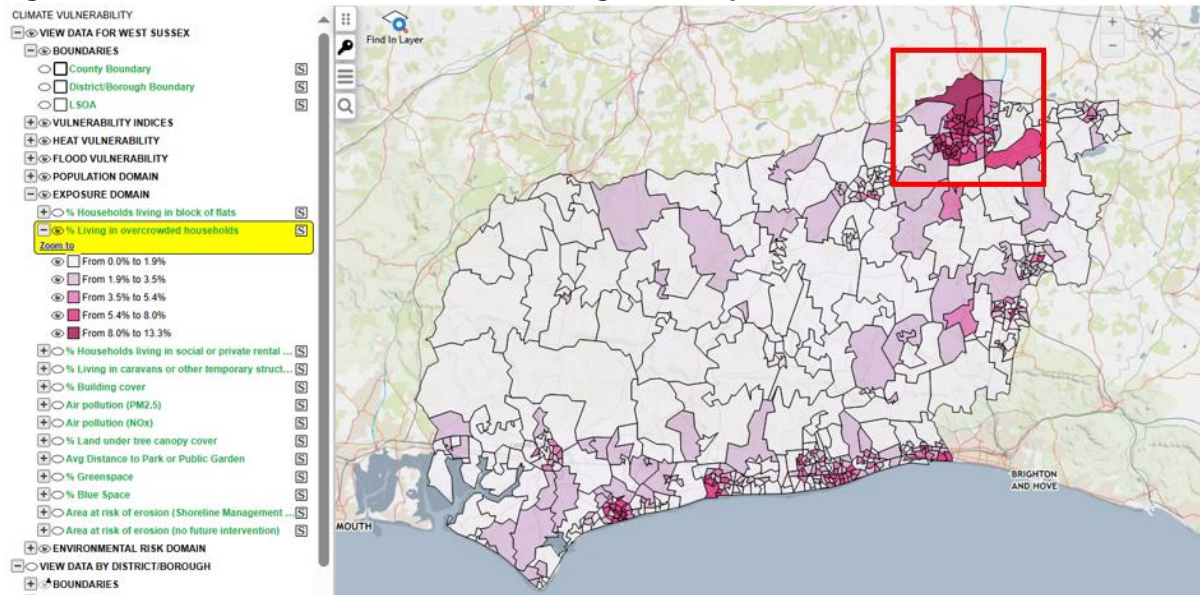 CLIMATE VULNERABILITY
VIEW DATA FOR WEST SUSSEX
BOUNDARIES
County Boundary
S
District/Borough Boundary
S
LSOA
S
VULNERABILITY INDICES
HEAT VULNERABILITY
FLOOD VULNERABILITY
POPULATION DOMAIN
EXPOSURE DOMAIN
% Households living in block of flats
S
% Living in overcrowded households
S
Zoom to
From 0.0% to 1.9%
From 1.9% to 3.5%
From 3.5% to 5.4%
From 5.4% to 8.0%
From 8.0% to 13.3%
% Households living in social or private rental ...
S
% Living in caravans or other temporary struct...
S
% Building cover
S
Air pollution (PM2.5)
S
Air pollution (NOx)
S
% Land under tree canopy cover
S
Avg Distance to Park or Public Garden
S
% Greenspace
S
% Blue Space
S
Area at risk of erosion (Shoreline Management ...
S
Area at risk of erosion (no future intervention)
S
ENVIRONMENTAL RISK DOMAIN
VIEW DATA BY DISTRICT/BOROUGH
BOUNDARIES
Find In Layer
BRIGHTON
AND HOVE
MOUTH